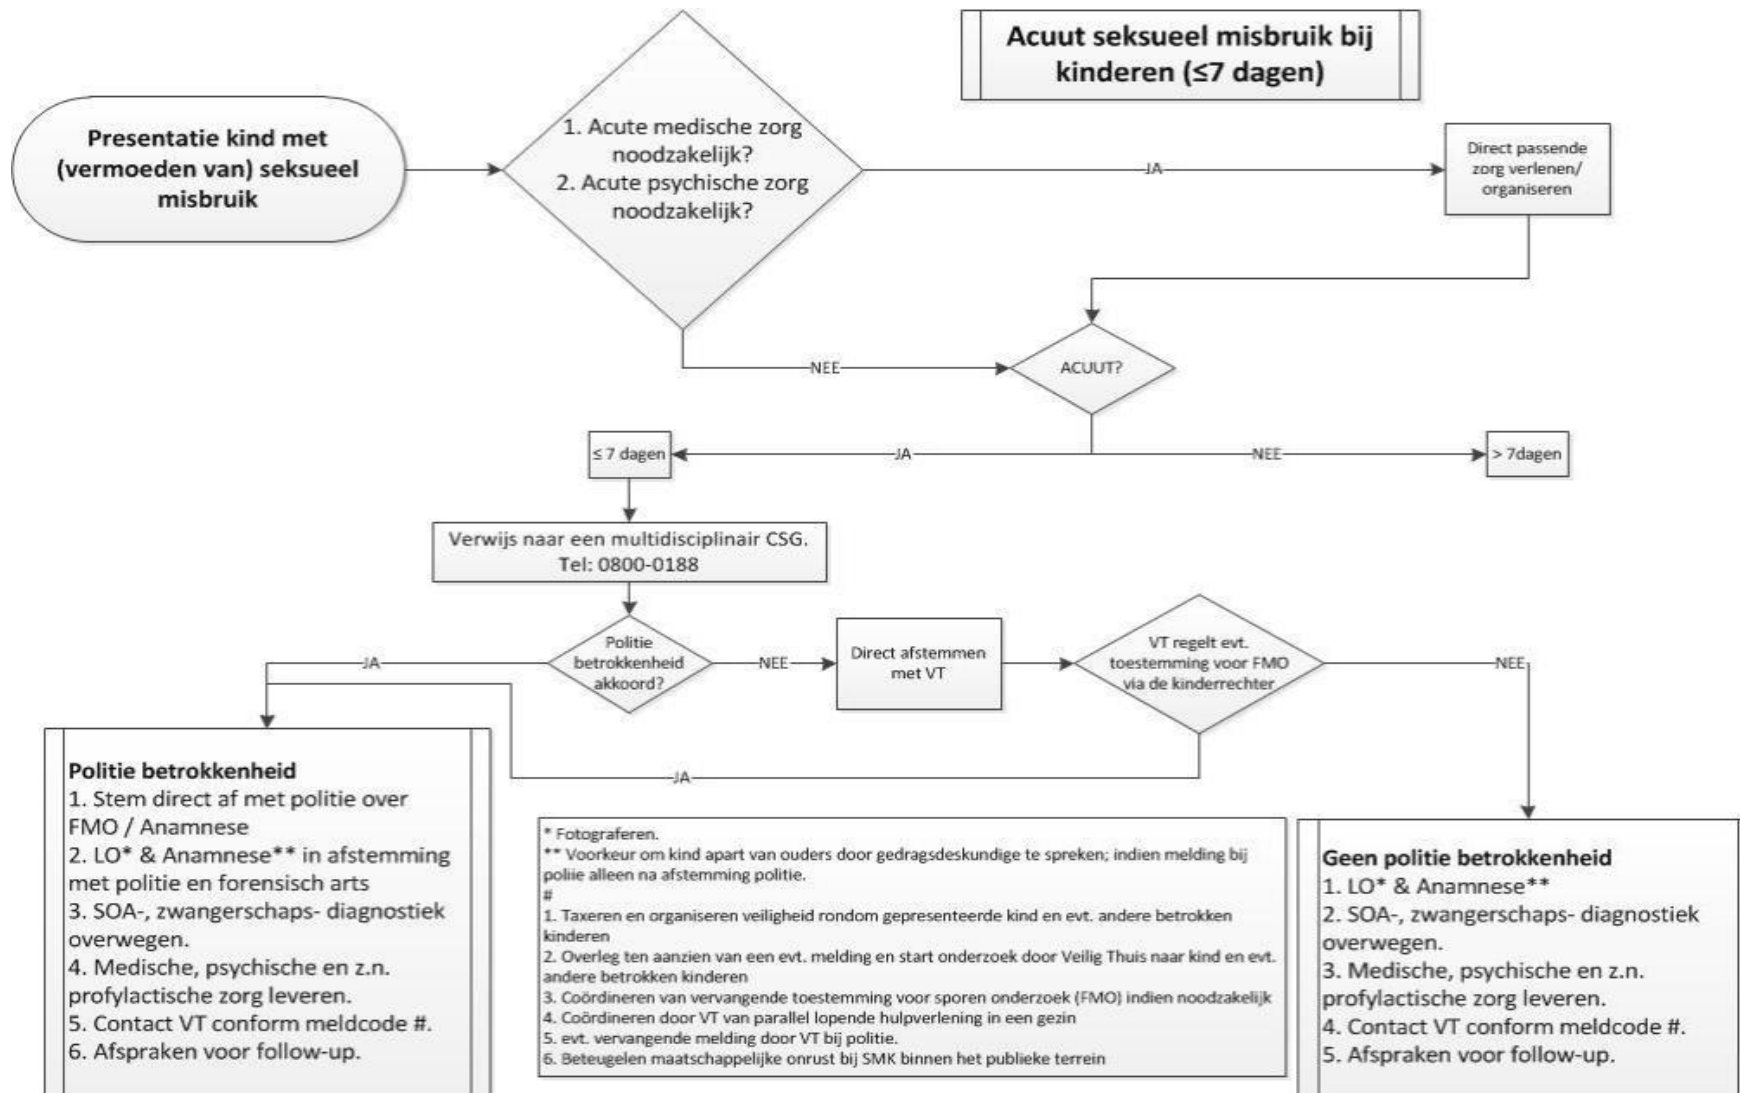 Acuut seksueel misbruik bij
kinderen (≤7 dagen)
Presentatie kind met
(vermoeden van) seksueel
misbruik
1. Acute medische zorg
noodzakelijk?
2. Acute psychische zorg
noodzakelijk?
JA
Direct passende
zorg verlenen/
organiseren
NEE
ACUUT?
≤ 7 dagen
JA
NEE
> 7dagen
Verwijs naar een multidisciplinair CSG.
Tel: 0800-0188
Politie
betrokkenheid
akkoord?
JA
NEE
Direct afstemmen
met VT
VT regelt evt.
toestemming voor FMO
via de kinderrechter
NEE
JA
Politie betrokkenheid
1. Stem direct af met politie over
FMO / Anamnese
2. LO* & Anamnese** in afstemming
met politie en forensisch arts
3. SOA-, zwangerschaps- diagnostiek
overwegen.
4. Medische, psychische en z.n.
profylactische zorg leveren.
5. Contact VT conform meldcode #.
6. Afspraken voor follow-up.
* Fotograferen.
** Voorkeur om kind apart van ouders door gedragsdeskundige te spreken; indien melding bij
poliie alleen na afstemming politie.
#
1. Taxeren en organiseren veiligheid rondom gepresenteerde kind en evt. andere betrokken
kinderen
2. Overleg ten aanzien van een evt. melding en start onderzoek door Veilig Thuis naar kind en evt.
andere betrokken kinderen
3. Coördineren van vervangende toestemming voor sporen onderzoek (FMO) indien noodzakelijk
4. Coördineren door VT van parallel lopende hulpverlening in een gezin
5. evt. vervangende melding door VT bij politie.
6. Beteugelen maatschappelijke onrust bij SMK binnen het publieke terrein
Geen politie betrokkenheid
1. LO* & Anamnese**
2. SOA-, zwangerschaps- diagnostiek
overwegen.
3. Medische, psychische en z.n.
profylactische zorg leveren.
4. Contact VT conform meldcode #.
5. Afspraken voor follow-up.